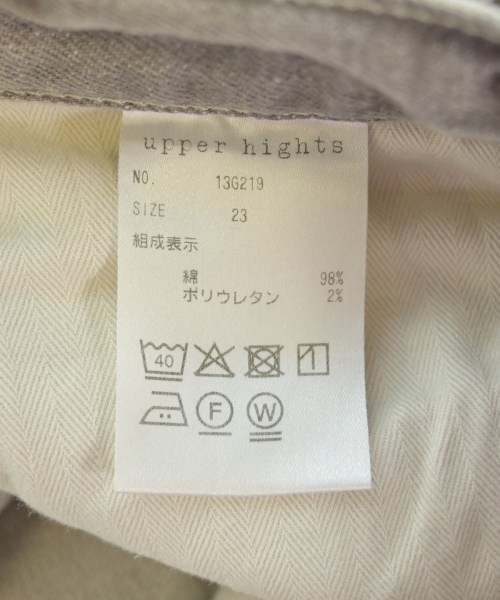 upper hights
NO. 13G219
SIZE 23
組成表示
綿 98%
ポリウレタン 2%
40
F W